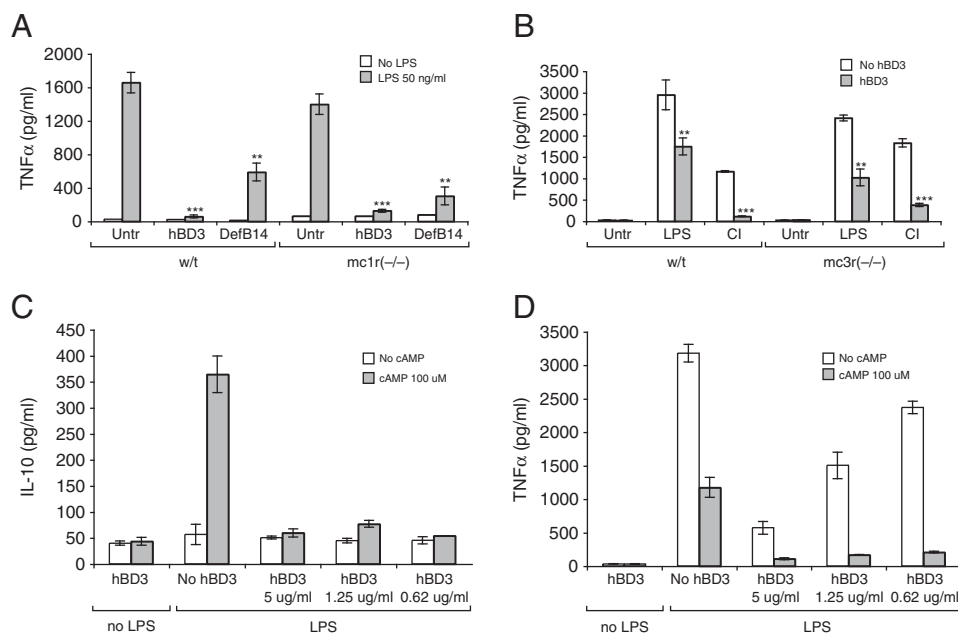 A
TNFα (pg/ml)
2000
1600
1200
800
400
0
No LPS
LPS 50 ng/ml
***
**
***
**
Untr hBD3 DefB14 Untr hBD3 DefB14
w/t mc1r(−/−)
B
TNFα (pg/ml)
3500
3000
2500
2000
1500
1000
500
0
No hBD3
hBD3
**
***
**
***
Untr LPS CI Untr LPS CI
w/t mc3r(−/−)
C
IL-10 (pg/ml)
450
400
350
300
250
200
150
100
50
0
No cAMP
cAMP 100 uM
hBD3 No hBD3 hBD3 hBD3 hBD3
5 ug/ml 1.25 ug/ml 0.62 ug/ml
no LPS LPS
D
TNFα (pg/ml)
3500
3000
2500
2000
1500
1000
500
0
No cAMP
cAMP 100 uM
hBD3 No hBD3 hBD3 hBD3 hBD3
5 ug/ml 1.25 ug/ml 0.62 ug/ml
no LPS LPS